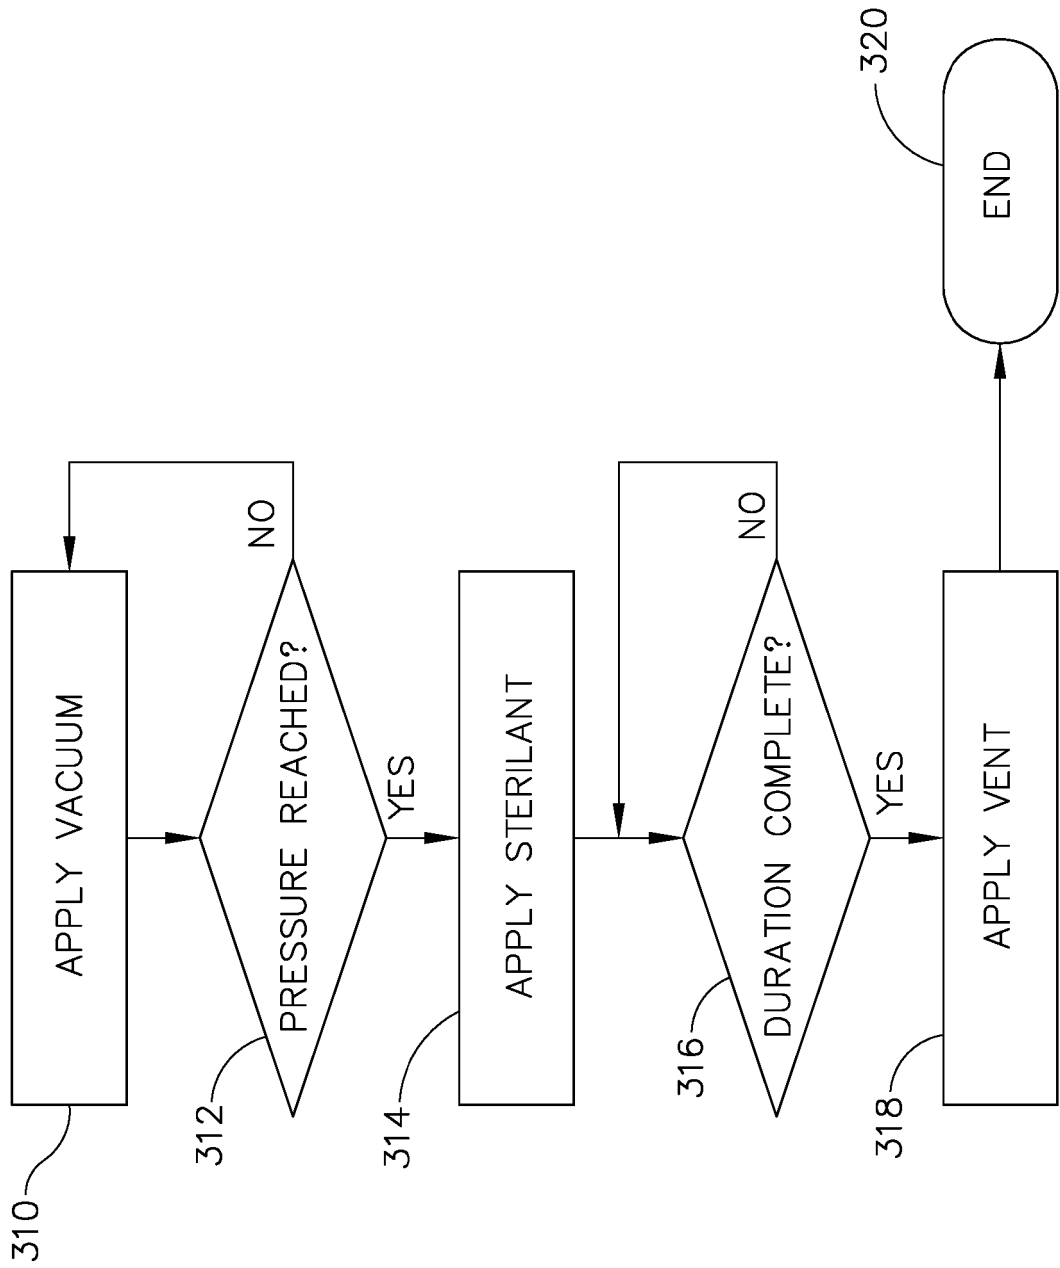 310
APPLY VACUUM
312
PRESSURE REACHED?
NO
YES
314
APPLY STERILANT
316
DURATION COMPLETE?
NO
YES
318
APPLY VENT
320
END